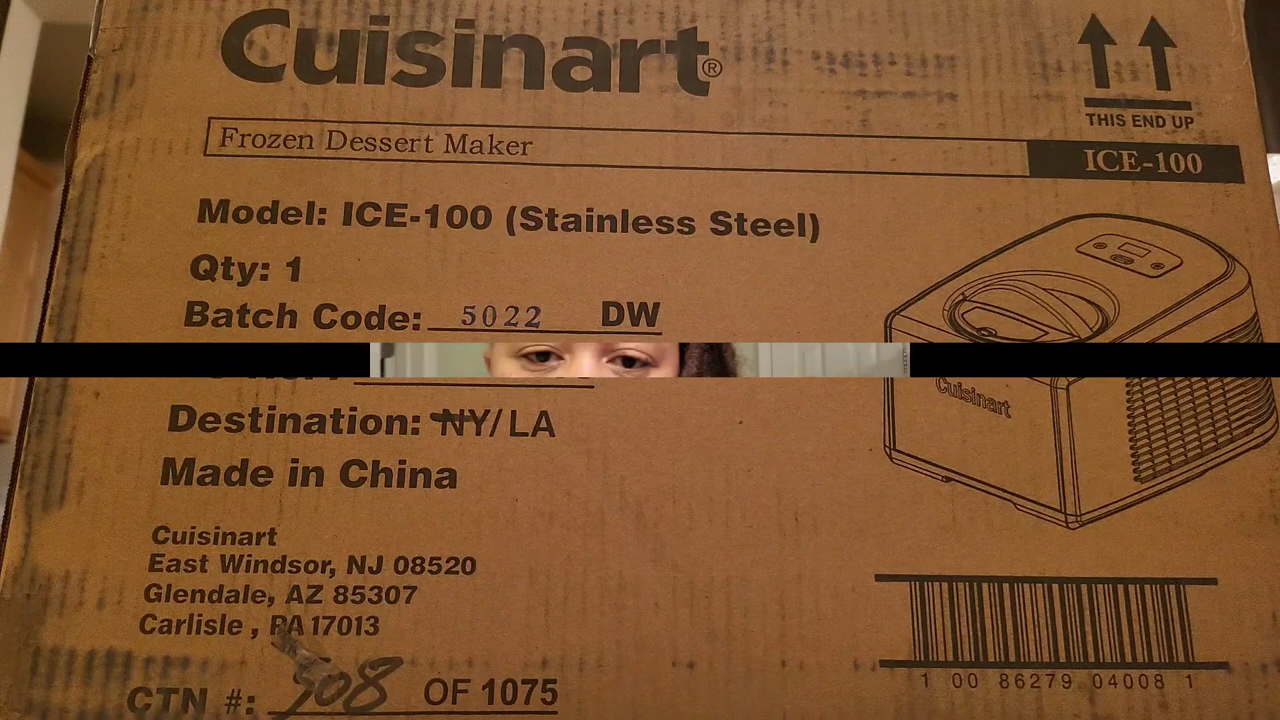 Cuisinart®
THIS END UP
Frozen Dessert Maker ICE-100
Model: ICE-100 (Stainless Steel)
Qty: 1
Batch Code: 5022 DW
Cuisinart
Destination: NY/LA
Made in China
Cuisinart
East Windsor, NJ 08520
Glendale, AZ 85307
Carlisle, PA 17013
CTN #: 308 OF 1075
1 00 86279 04008 1